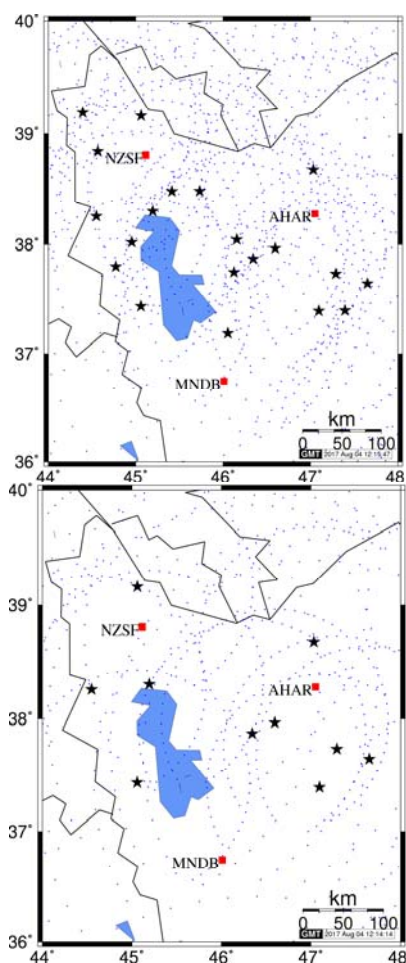 40˚
39˚
NZSF
AHAR
38˚
37˚
MNDB
km
0 50 100
36˚
GMT 2017 Aug 04 12:15:47
44˚ 45˚ 46˚ 47˚ 48
40˚
39˚
NZSF
AHAR
38˚
37˚
MNDB
km
0 50 100
36˚
GMT 2017 Aug 04 12:14:14
44˚ 45˚ 46˚ 47˚ 48